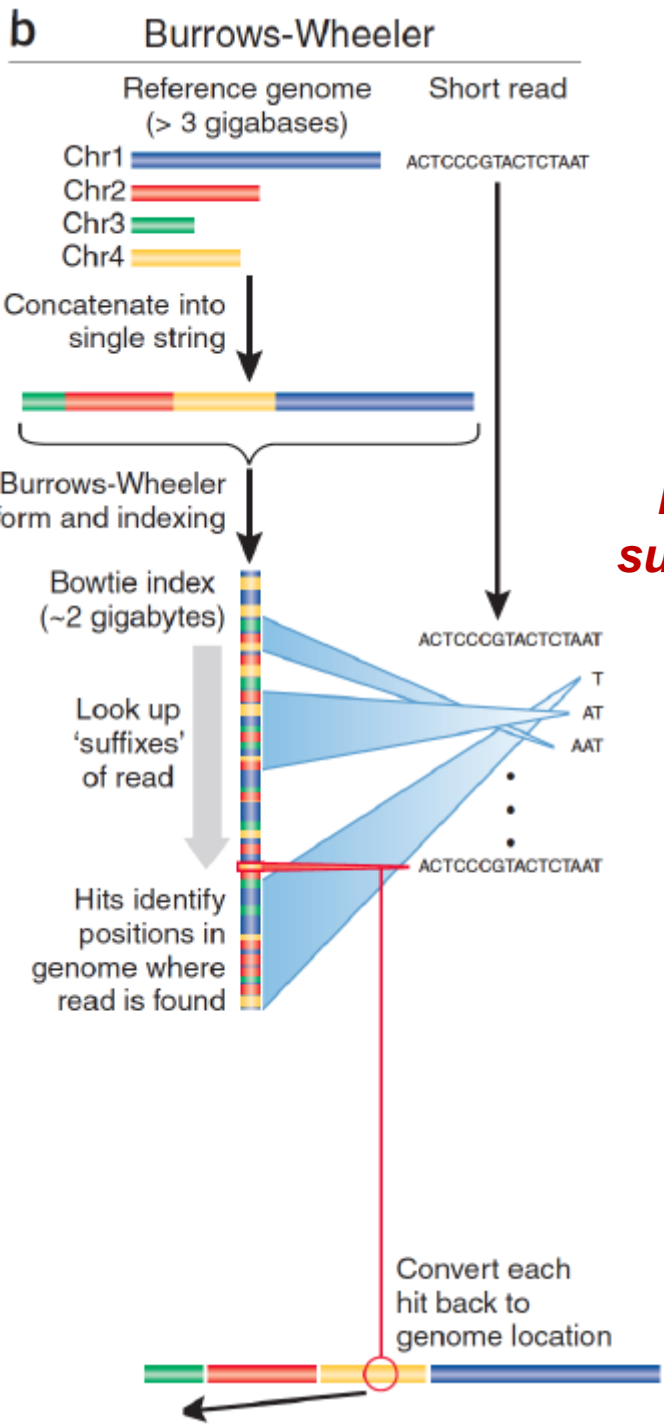 b Burrows-Wheeler
Reference genome
(> 3 gigabases)
Short read
Chr1
ACTCCCGTACTCTAAT
Chr2
Chr3
Chr4
Concatenate into
single string
Burrows-Wheeler
form and indexing
Bowtie index
(~2 gigabytes)
su
ACTCCCGTACTCTAAT
T
AT
AAT
Look up
‘suffixes’
of read
ACTCCCGTACTCTAAT
Hits identify
positions in
genome where
read is found
Convert each
hit back to
genome location